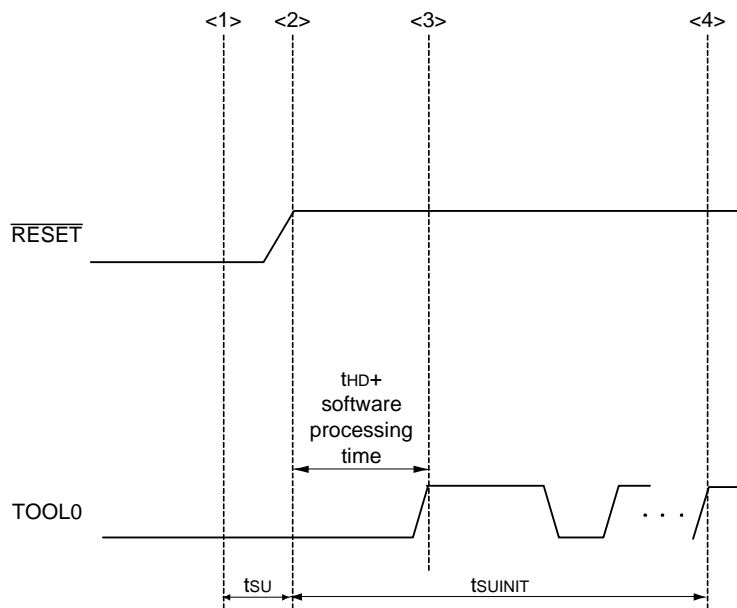 <1> <2> <3> <4>
RESET
tHD+
software
processing
time
TOOL0
. . .
tSU tSUINIT